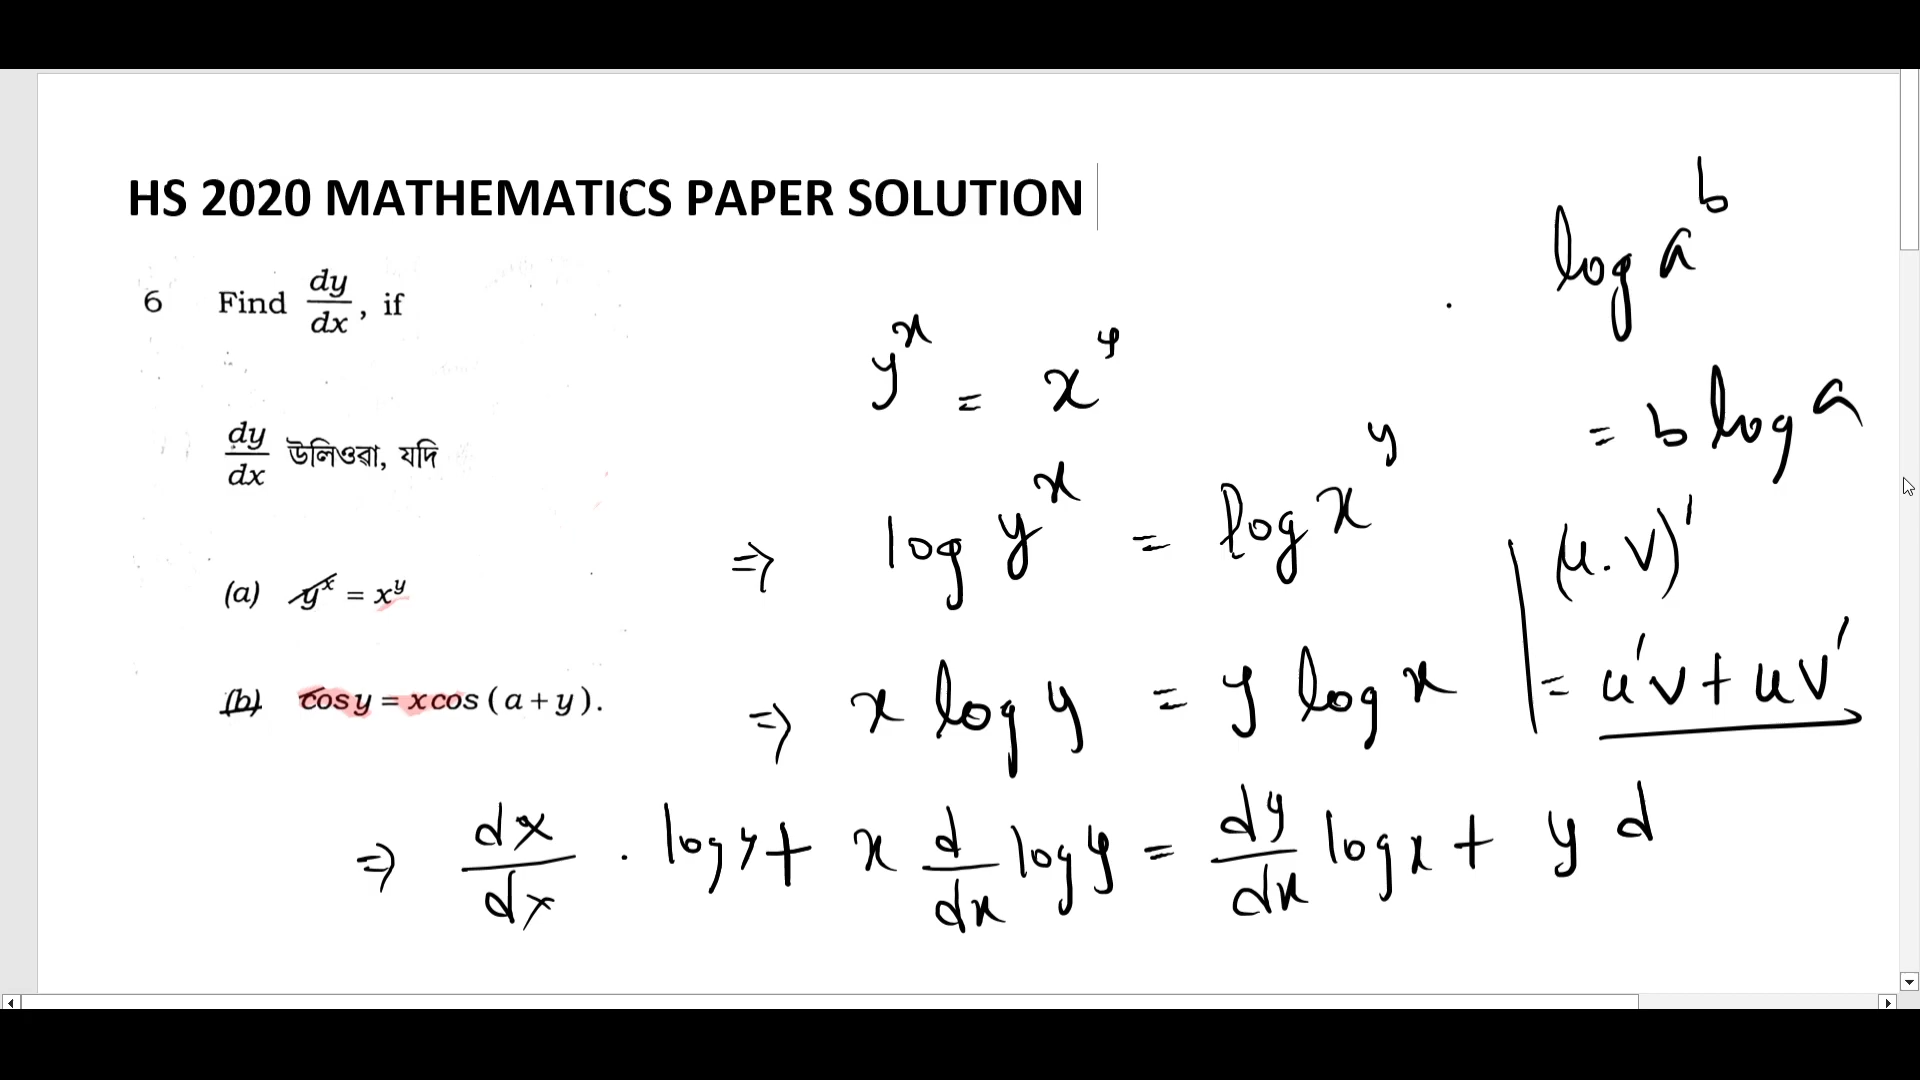 HS 2020 MATHEMATICS PAPER SOLUTION
6 Find dy/dx, if
dy/dx উলিওৱা, যদি
(a) y^x = x^y
(b) cos y = x cos (a + y).
y^x = x^y
⇒ log y^x = log x^y
⇒ x log y = y log x
⇒ dx/dx . log y + x d/dx log y = dy/dx log x + y d
log a^b
= b log a
(u.v)'
= u'v + uv'